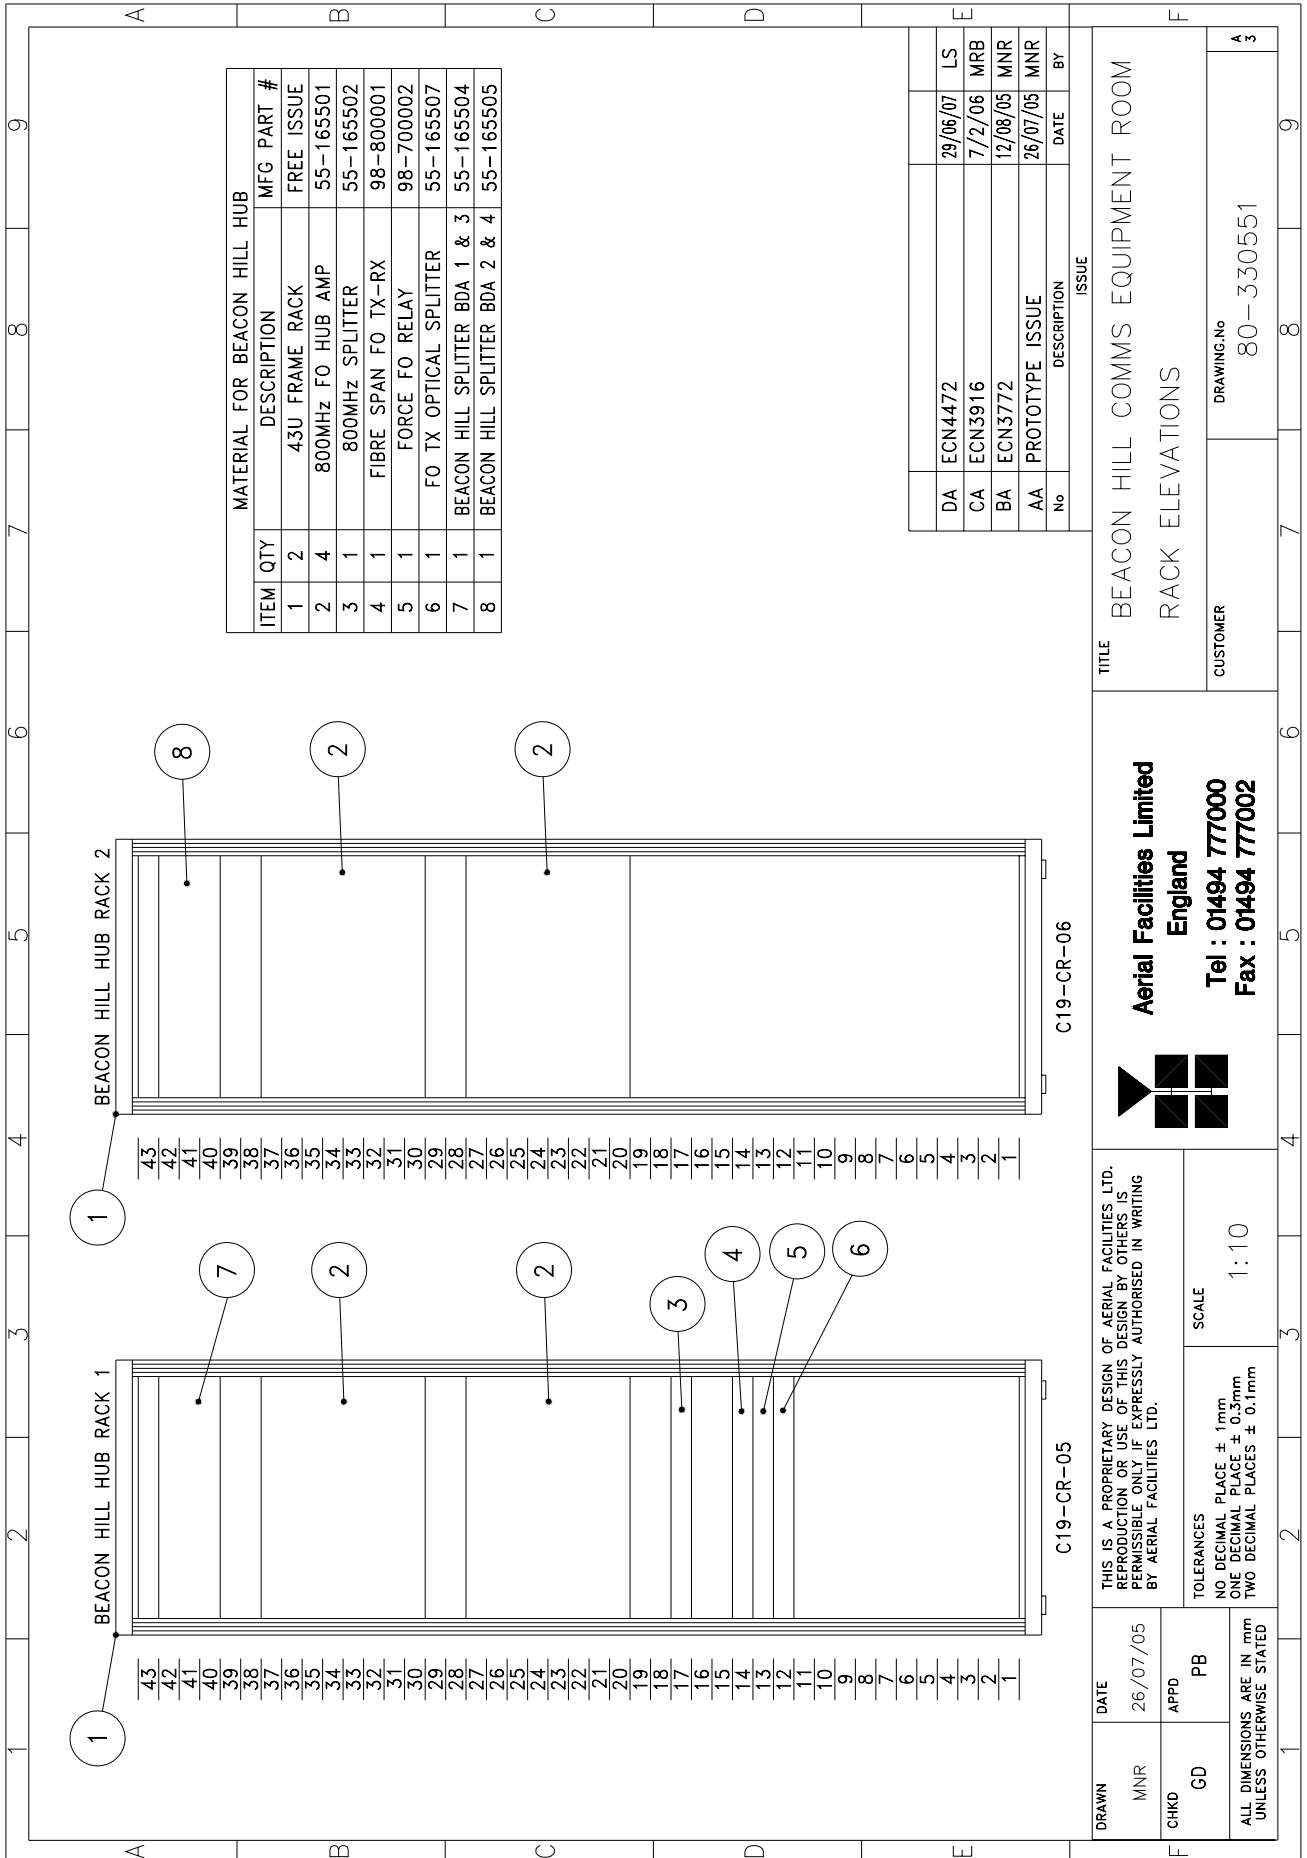 1 2 3 4 5 6 7 8 9
A
B
C
D
E
F
BEACON HILL HUB RACK 1
1
43
42
41
40
39
38
37
36
35
34
33
32
31
30
29
28
27
26
25
24
23
22
21
20
19
18
17
16
15
14
13
12
11
10
9
8
7
6
5
4
3
2
1
7
2
2
3
4
5
6
C19-CR-05
BEACON HILL HUB RACK 2
1
43
42
41
40
39
38
37
36
35
34
33
32
31
30
29
28
27
26
25
24
23
22
21
20
19
18
17
16
15
14
13
12
11
10
9
8
7
6
5
4
3
2
1
8
2
2
C19-CR-06
MATERIAL FOR BEACON HILL HUB
ITEM QTY DESCRIPTION MFG PART #
1 2 43U FRAME RACK FREE ISSUE
2 4 800MHz FO HUB AMP 55-165501
3 1 800MHz SPLITTER 55-165502
4 1 FIBRE SPAN FO TX-RX 98-800001
5 1 FORCE FO RELAY 98-700002
6 1 FO TX OPTICAL SPLITTER 55-165507
7 1 BEACON HILL SPLITTER BDA 1 & 3 55-165504
8 1 BEACON HILL SPLITTER BDA 2 & 4 55-165505
DA ECN4472 29/06/07 LS
CA ECN3916 7/2/06 MRB
BA ECN3772 12/08/05 MNR
AA PROTOTYPE ISSUE 26/07/05 MNR
No DESCRIPTION DATE BY
ISSUE
DRAWN
MNR
DATE
26/07/05
CHKD
GD
APPD
PB
ALL DIMENSIONS ARE IN mm
UNLESS OTHERWISE STATED
THIS IS A PROPRIETARY DESIGN OF AERIAL FACILITIES LTD.
REPRODUCTION OR USE OF THIS DESIGN BY OTHERS IS
PERMISSIBLE ONLY IF EXPRESSLY AUTHORISED IN WRITING
BY AERIAL FACILITIES LTD.
TOLERANCES
NO DECIMAL PLACE ± 1mm
ONE DECIMAL PLACE ± 0.3mm
TWO DECIMAL PLACES ± 0.1mm
SCALE
1:10
Aerial Facilities Limited
England
Tel : 01494 777000
Fax : 01494 777002
TITLE
BEACON HILL COMMS EQUIPMENT ROOM
RACK ELEVATIONS
CUSTOMER
DRAWING.No
80-330551
A
3
A
B
C
D
E
F
1 2 3 4 5 6 7 8 9